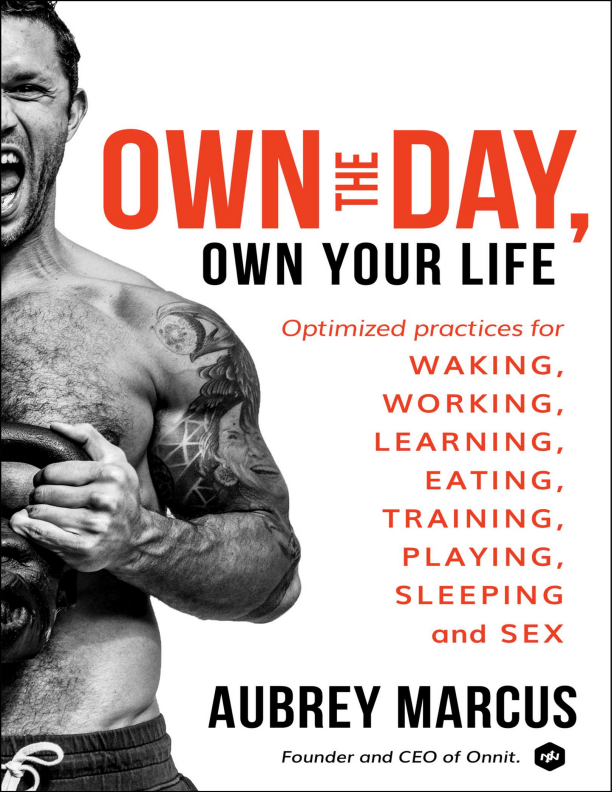 OWN THE DAY,
OWN YOUR LIFE
Optimized practices for
WAKING,
WORKING,
LEARNING,
EATING,
TRAINING,
PLAYING,
SLEEPING
and SEX
AUBREY MARCUS
Founder and CEO of Onnit.